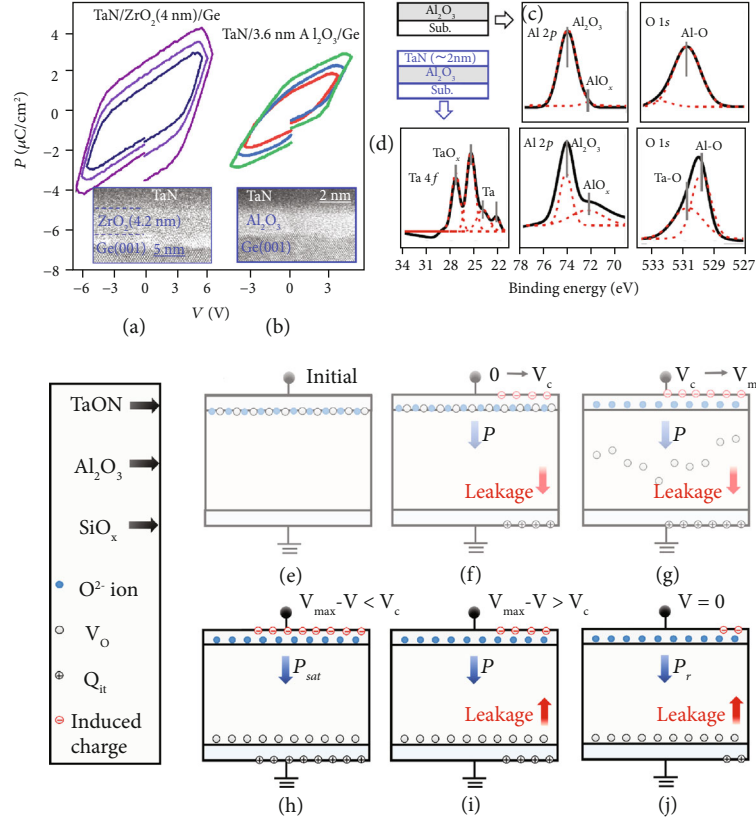 TaN/ZrO2(4 nm)/Ge
TaN/3.6 nm A l2O3/Ge
P (μC/cm²)
4
2
0
−2
−4
−6
−8
TaN
ZrO2(4.2 nm)
Ge(001) 5 nm
TaN 2 nm
Al2O3
Ge(001)
−6 −3 0 3 6
−3 0 3
V (V)
(a)
(b)
Al2O3
Sub.
TaN (~2nm)
Al2O3
Sub.
(c)
Al 2p
Al2O3
AlOx
O 1s
Al-O
(d)
Ta 4f
TaOx
Ta
Al 2p
Al2O3
AlOx
O 1s
Al-O
Ta-O
34 31 28 25 22
78 74 70
533 531 529 527
Binding energy (eV)
TaON
Al2O3
SiOx
O2- ion
VO
Qit
Induced
charge
Initial
(e)
0 → Vc
P
Leakage
(f)
Vc → Vm
P
Leakage
(g)
Vmax-V < Vc
Psat
(h)
Vmax-V > Vc
P
Leakage
(i)
V = 0
Pr
Leakage
(j)